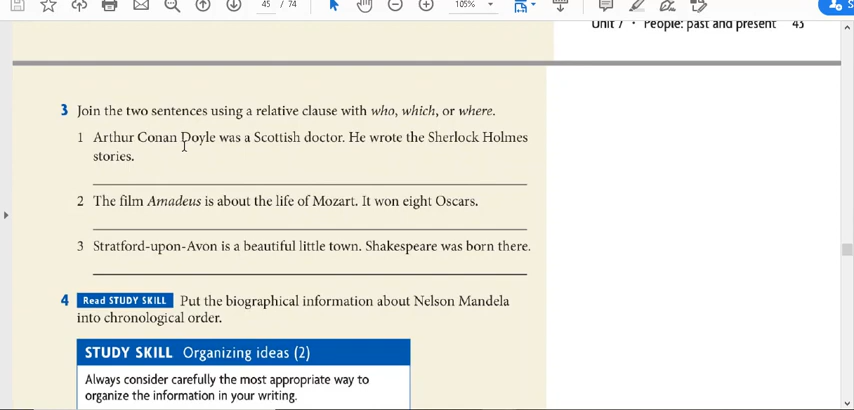 45 / 74
105%
Unit 7 · People: past and present 43
3 Join the two sentences using a relative clause with who, which, or where.
1 Arthur Conan Doyle was a Scottish doctor. He wrote the Sherlock Holmes
stories.
2 The film Amadeus is about the life of Mozart. It won eight Oscars.
3 Stratford-upon-Avon is a beautiful little town. Shakespeare was born there.
4 Read STUDY SKILL Put the biographical information about Nelson Mandela
into chronological order.
STUDY SKILL Organizing ideas (2)
Always consider carefully the most appropriate way to
organize the information in your writing.